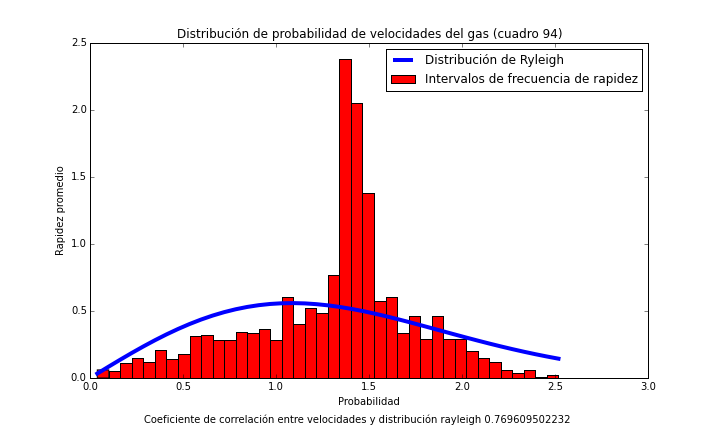 Distribución de probabilidad de velocidades del gas (cuadro 94)
Distribución de Ryleigh
Intervalos de frecuencia de rapidez
Rapidez promedio
2.5
2.0
1.5
1.0
0.5
0.0
0.0 0.5 1.0 1.5 2.0 2.5 3.0
Probabilidad
Coeficiente de correlación entre velocidades y distribución rayleigh 0.769609502232